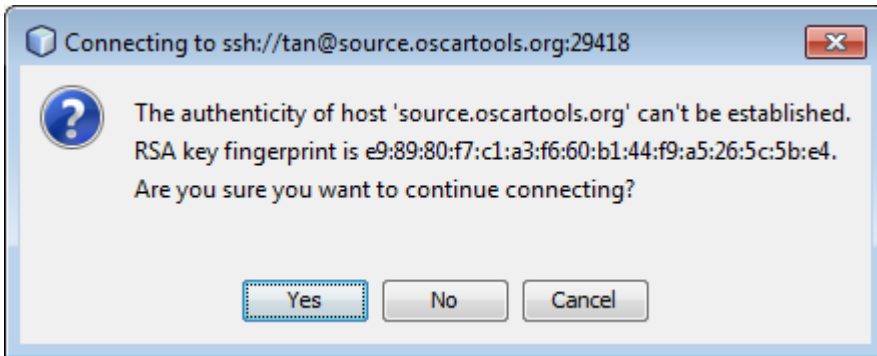 Connecting to ssh://tan@source.oscartools.org:29418
The authenticity of host 'source.oscartools.org' can't be established.
RSA key fingerprint is e9:89:80:f7:c1:a3:f6:60:b1:44:f9:a5:26:5c:5b:e4.
Are you sure you want to continue connecting?
Yes No Cancel